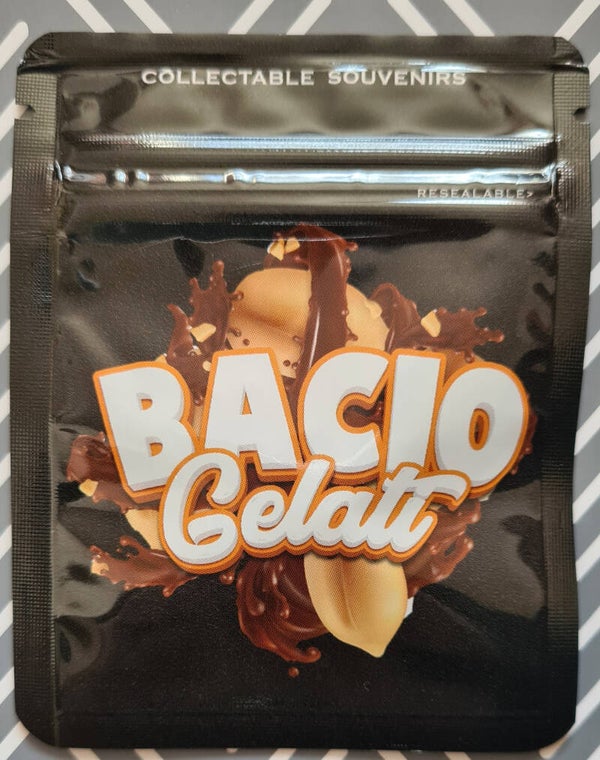 COLLECTABLE SOUVENIRS
RESEALABLE>
BACIO
Gelati